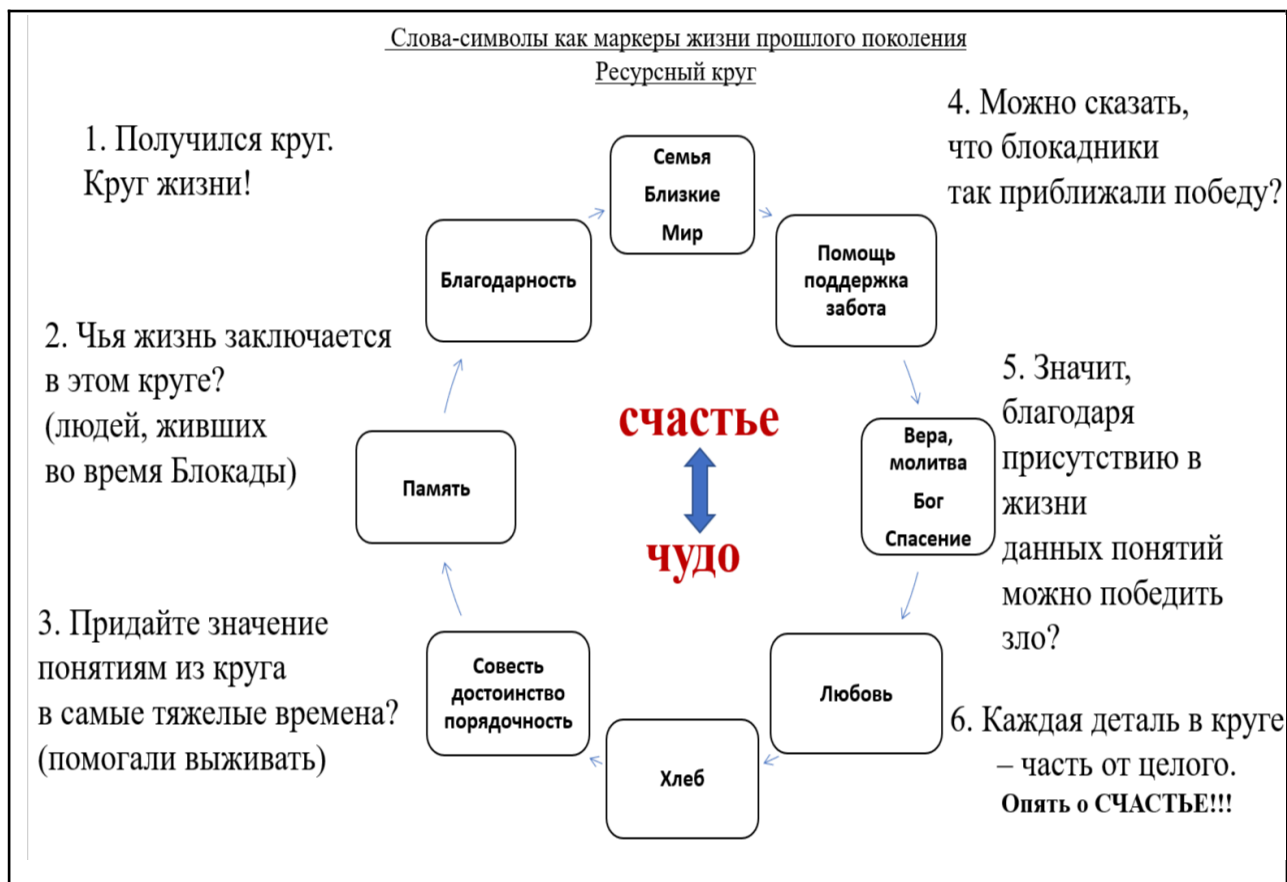 Слова-символы как маркеры жизни прошлого поколения
Ресурсный круг
1. Получился круг.
Круг жизни!
2. Чья жизнь заключается
в этом круге?
(людей, живших
во время Блокады)
3. Придайте значение
понятиям из круга
в самые тяжелые времена?
(помогали выживать)
4. Можно сказать,
что блокадники
так приближали победу?
5. Значит,
благодаря
присутствию в
жизни
данных понятий
можно победить
зло?
6. Каждая деталь в круге
– часть от целого.
Опять о СЧАСТЬЕ!!!
Семья
Близкие
Мир
Помощь
поддержка
забота
Вера,
молитва
Бог
Спасение
Любовь
Хлеб
Совесть
достоинство
порядочность
Память
Благодарность
счастье
чудо